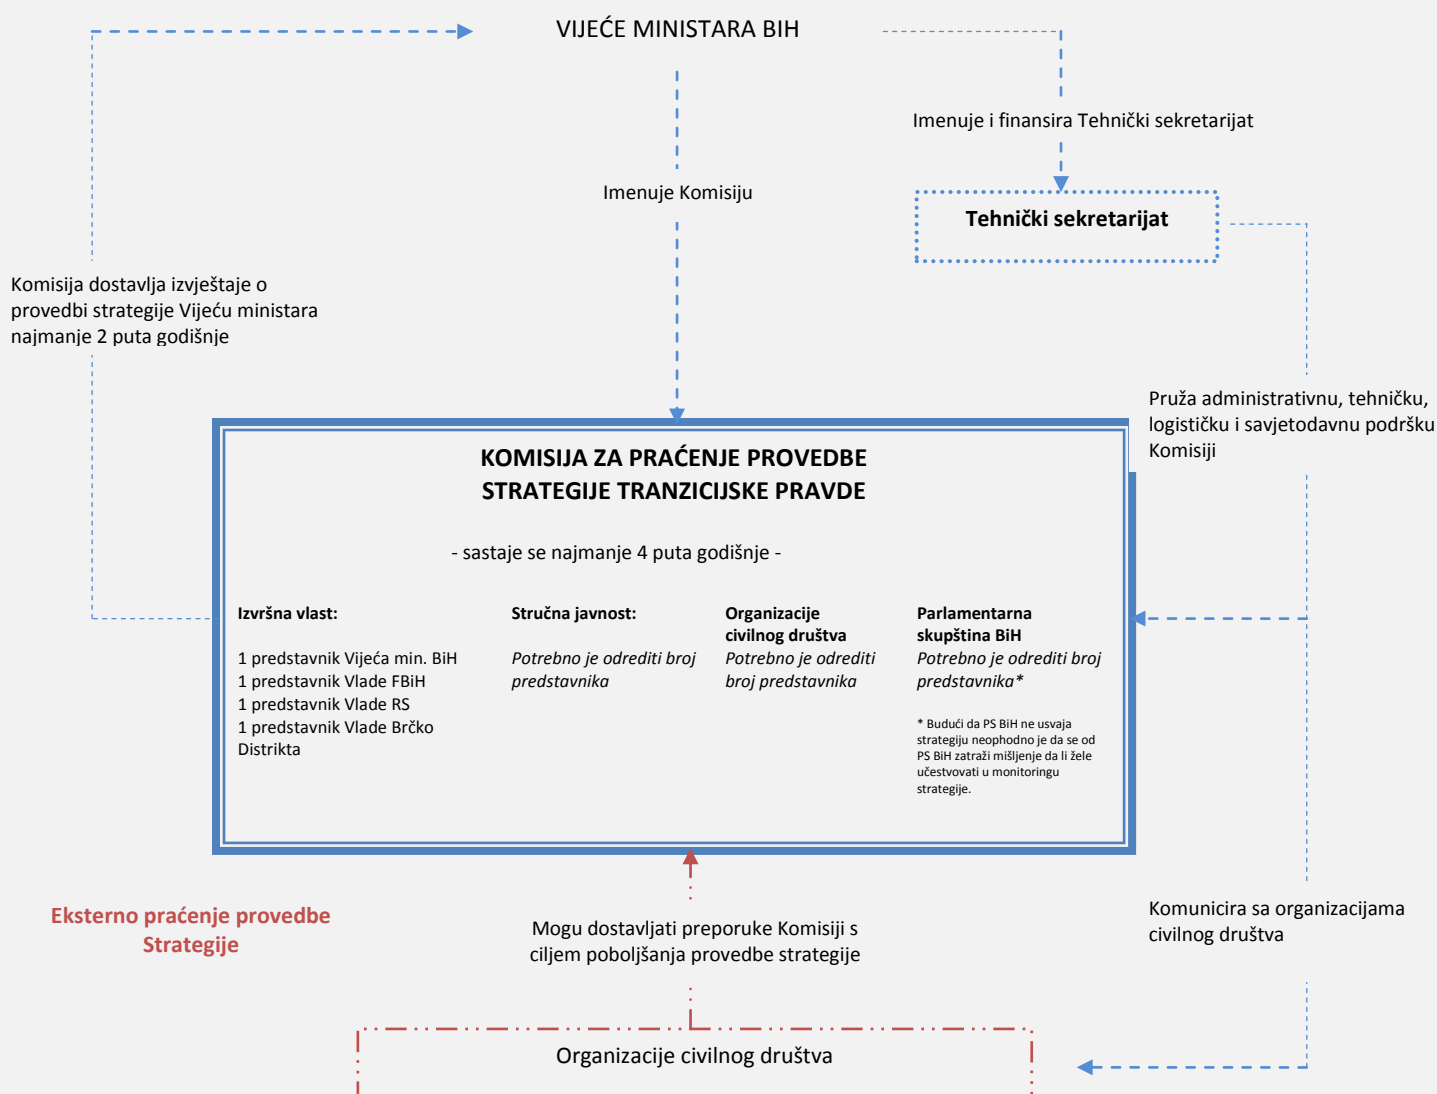 VIJEĆE MINISTARA BIH
Imenuje i finansira Tehnički sekretarijat
Imenuje Komisiju
Tehnički sekretarijat
Komisija dostavlja izvještaje o
provedbi strategije Vijeću ministara
najmanje 2 puta godišnje
Pruža administrativnu, tehničku,
logističku i savjetodavnu podršku
Komisiji
KOMISIJA ZA PRAĆENJE PROVEDBE
STRATEGIJE TRANZICIJSKE PRAVDE
- sastaje se najmanje 4 puta godišnje -
Izvršna vlast:
1 predstavnik Vijeća min. BiH
1 predstavnik Vlade FBiH
1 predstavnik Vlade RS
1 predstavnik Vlade Brčko
Distrikta
Stručna javnost:
Potrebno je odrediti broj
predstavnika
Organizacije
civilnog društva
Potrebno je odrediti
broj predstavnika
Parlamentarna
skupština BiH
Potrebno je odrediti broj
predstavnika*
* Budući da PS BiH ne usvaja
strategiju neophodno je da se od
PS BiH zatraži mišljenje da li žele
učestvovati u monitoringu
strategije.
Eksterno praćenje provedbe
Strategije
Mogu dostavljati preporuke Komisiji s
ciljem poboljšanja provedbe strategije
Komunicira sa organizacijama
civilnog društva
Organizacije civilnog društva